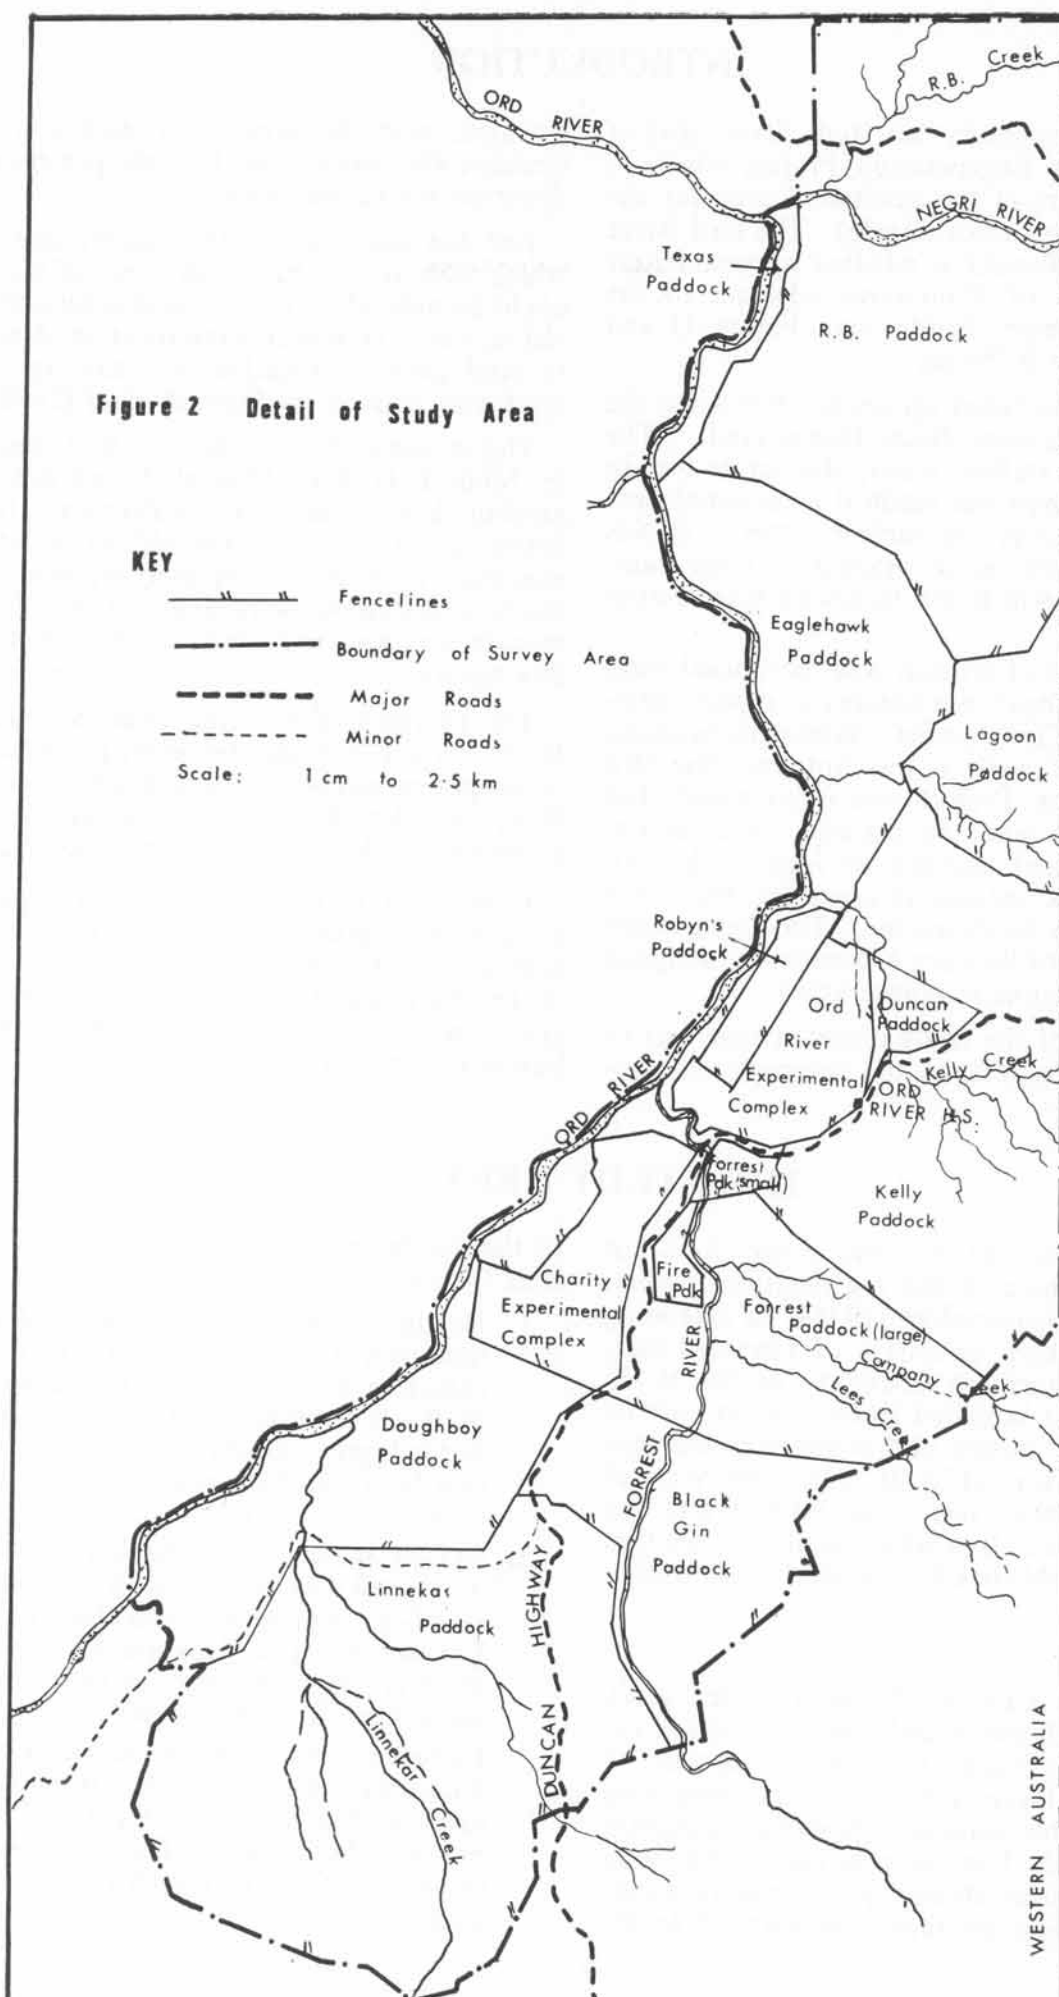 R.B. Creek
ORD RIVER
NEGRI RIVER
Texas
Paddock
R.B. Paddock
Figure 2 Detail of Study Area
KEY
Fencelines
Boundary of Survey Area
Major Roads
Minor Roads
Scale: 1 cm to 2·5 km
Eaglehawk
Paddock
Lagoon
Paddock
Robyn's
Paddock
Ord
River
Experimental
Complex
Duncan
Paddock
Kelly Creek
ORD
RIVER H.S.
ORD RIVER
Forrest
Pdk (small)
Kelly
Paddock
Charity
Experimental
Complex
Fire
Pdk
Forrest
Paddock (large)
Company Creek
Lees Creek
FORREST RIVER
Doughboy
Paddock
Black
Gin
Paddock
Linnekas
Paddock
DUNCAN HIGHWAY
Linnekar Creek
WESTERN AUSTRALIA